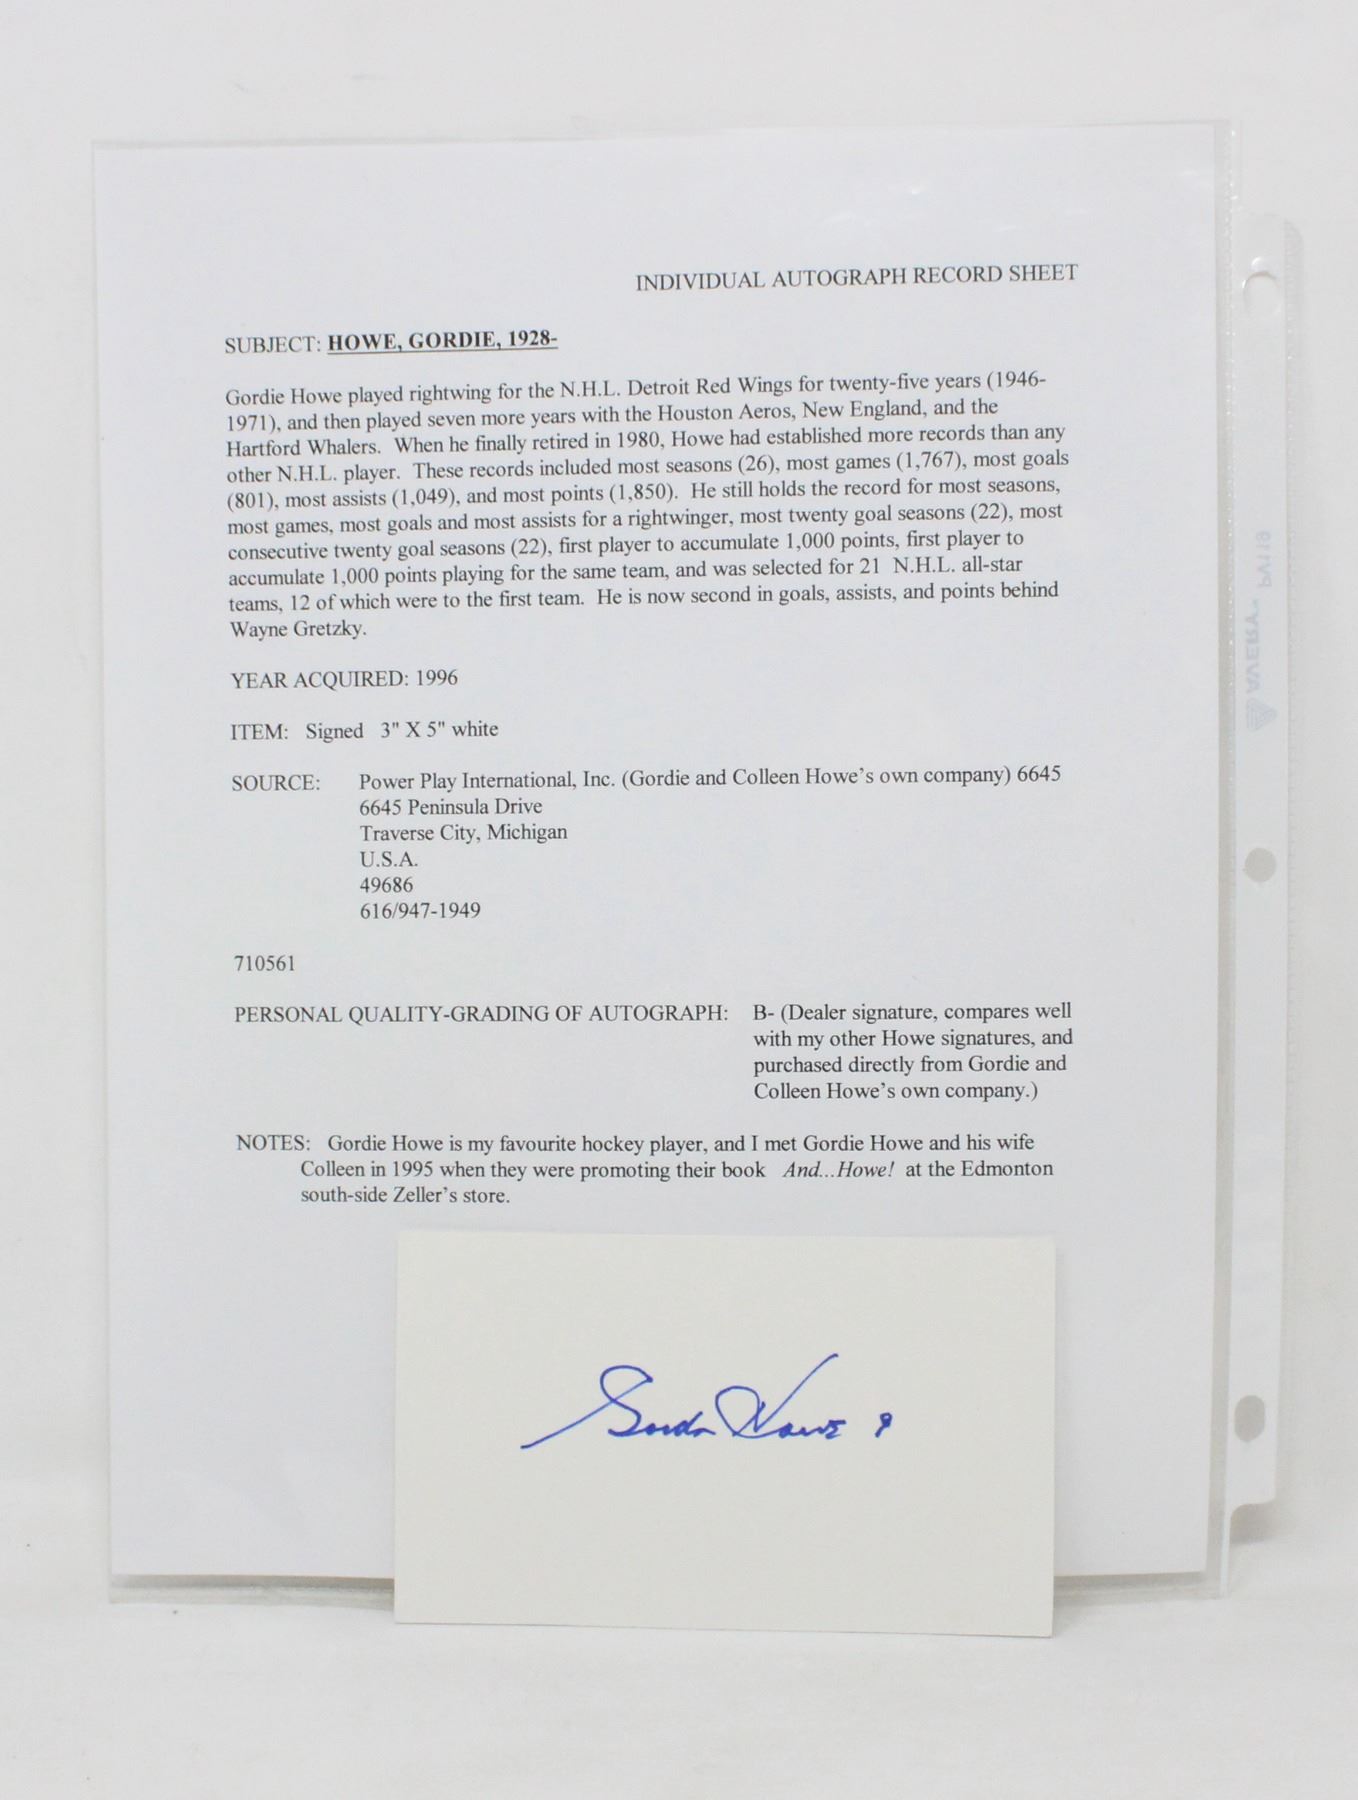 INDIVIDUAL AUTOGRAPH RECORD SHEET
SUBJECT: HOWE, GORDIE, 1928-
Gordie Howe played rightwing for the N.H.L. Detroit Red Wings for twenty-five years (1946-
1971), and then played seven more years with the Houston Aeros, New England, and the
Hartford Whalers. When he finally retired in 1980, Howe had established more records than any
other N.H.L. player. These records included most seasons (26), most games (1,767), most goals
(801), most assists (1,049), and most points (1,850). He still holds the record for most seasons,
most games, most goals and most assists for a rightwinger, most twenty goal seasons (22), most
consecutive twenty goal seasons (22), first player to accumulate 1,000 points, first player to
accumulate 1,000 points playing for the same team, and was selected for 21 N.H.L. all-star
teams, 12 of which were to the first team. He is now second in goals, assists, and points behind
Wayne Gretzky.
YEAR ACQUIRED: 1996
ITEM: Signed 3" X 5" white
SOURCE: Power Play International, Inc. (Gordie and Colleen Howe's own company) 6645
6645 Peninsula Drive
Traverse City, Michigan
U.S.A.
49686
616/947-1949
710561
PERSONAL QUALITY-GRADING OF AUTOGRAPH: B- (Dealer signature, compares well
with my other Howe signatures, and
purchased directly from Gordie and
Colleen Howe's own company.)
NOTES: Gordie Howe is my favourite hockey player, and I met Gordie Howe and his wife
Colleen in 1995 when they were promoting their book And...Howe! at the Edmonton
south-side Zeller's store.
Gordie Howe 9
AVERY PV119